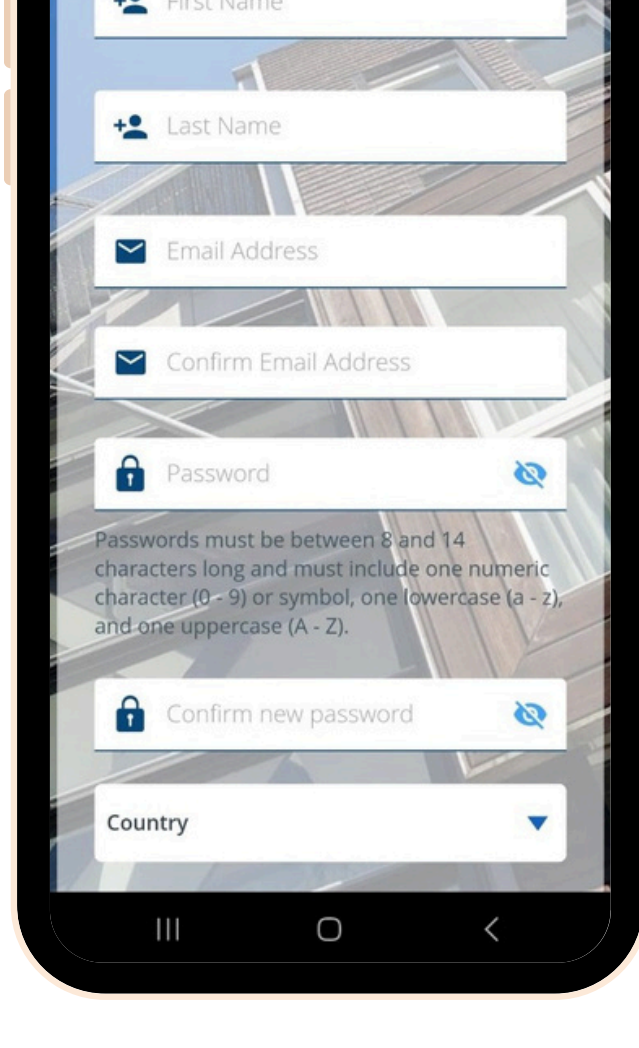 First Name
Last Name
Email Address
Confirm Email Address
Password
Passwords must be between 8 and 14
characters long and must include one numeric
character (0 - 9) or symbol, one lowercase (a - z),
and one uppercase (A - Z).
Confirm new password
Country